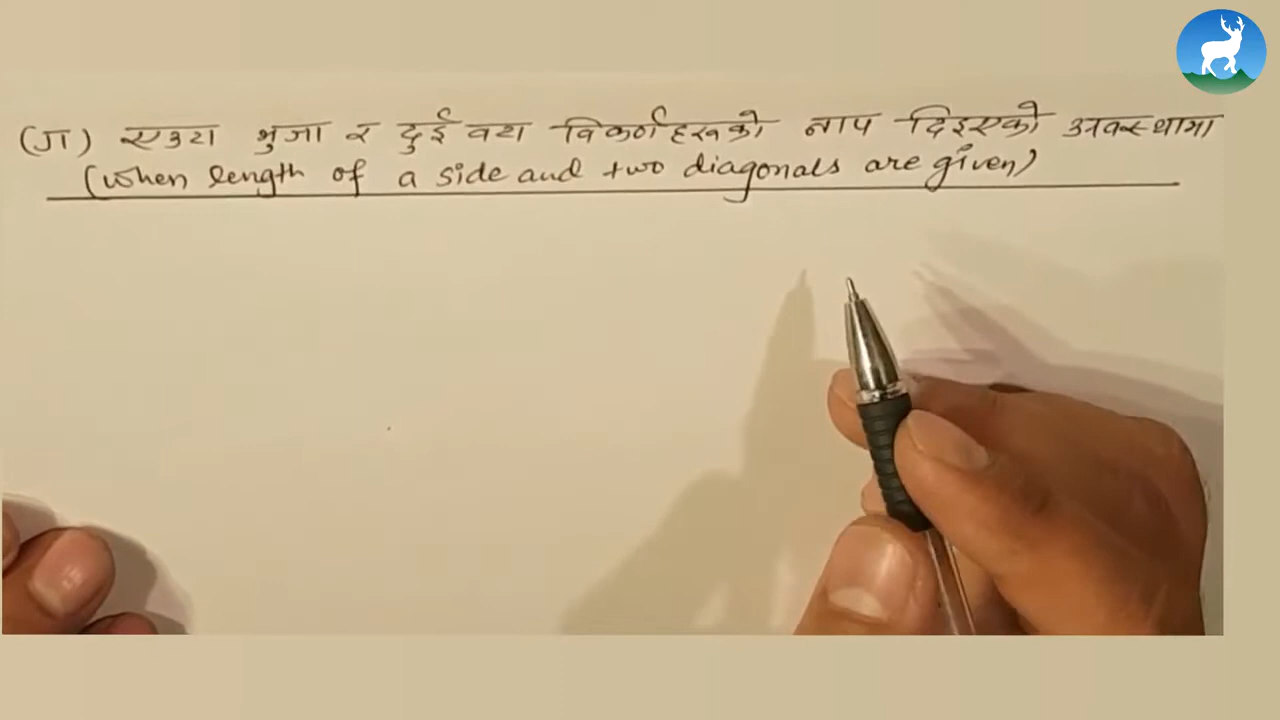 (ग) एउटा भुजा र दुई वटा विकर्णहरूको नाप दिइएको अवस्थामा
(when length of a side and two diagonals are given)